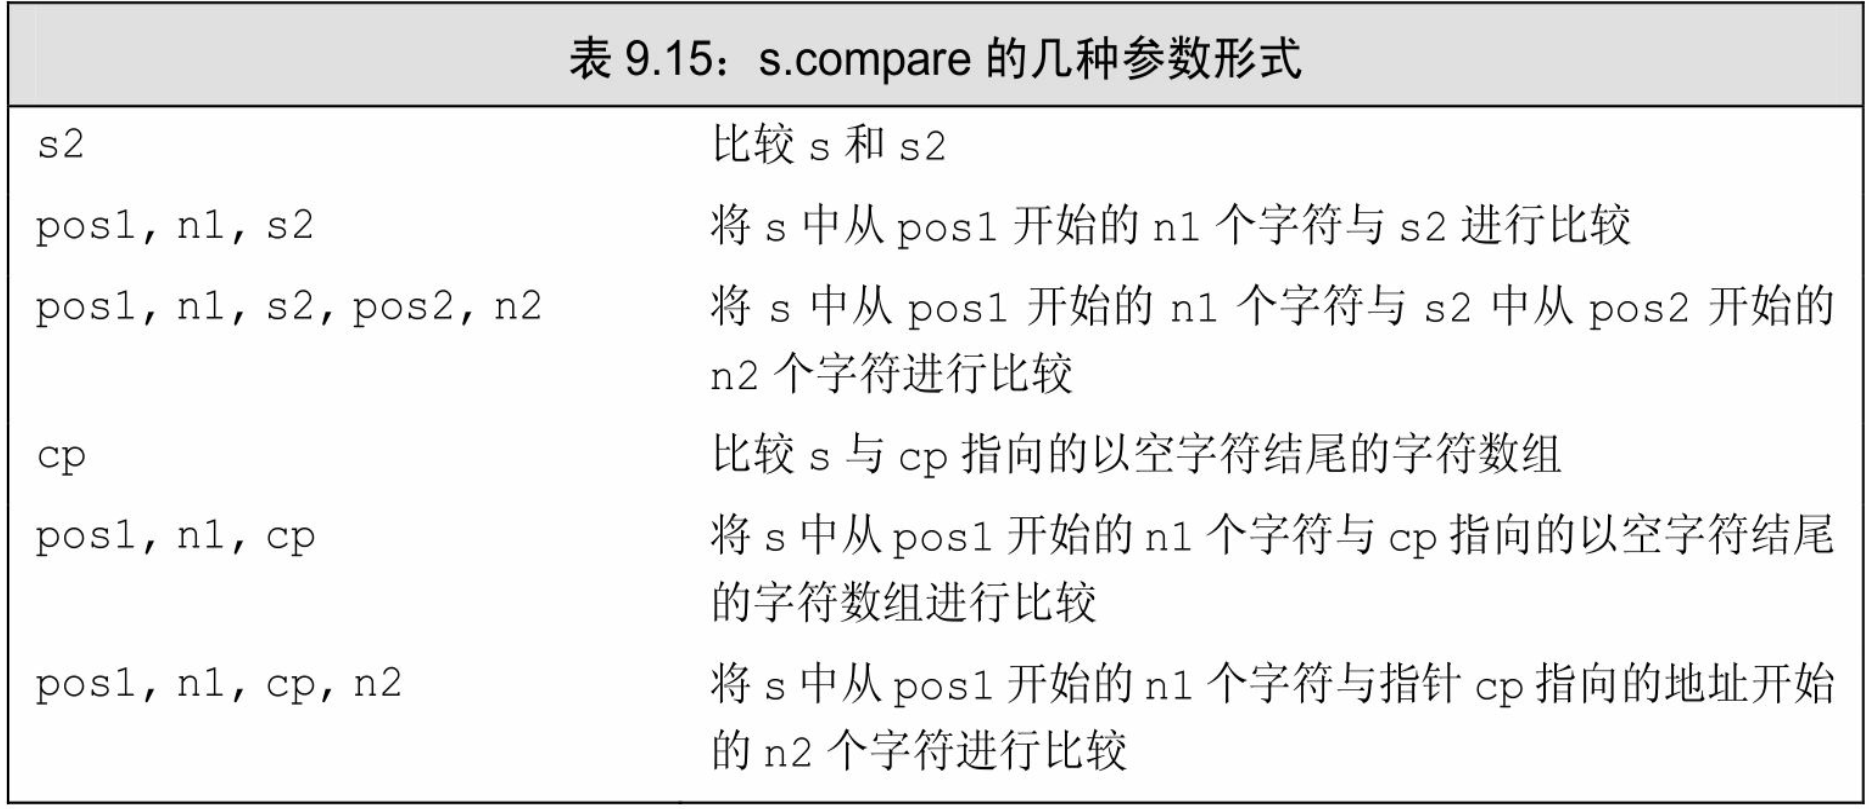 表 9.15：s.compare 的几种参数形式
s2 比较 s 和 s2
pos1, n1, s2 将 s 中从 pos1 开始的 n1 个字符与 s2 进行比较
pos1, n1, s2, pos2, n2 将 s 中从 pos1 开始的 n1 个字符与 s2 中从 pos2 开始的
n2 个字符进行比较
cp 比较 s 与 cp 指向的以空字符结尾的字符数组
pos1, n1, cp 将 s 中从 pos1 开始的 n1 个字符与 cp 指向的以空字符结尾
的字符数组进行比较
pos1, n1, cp, n2 将 s 中从 pos1 开始的 n1 个字符与指针 cp 指向的地址开始
的 n2 个字符进行比较